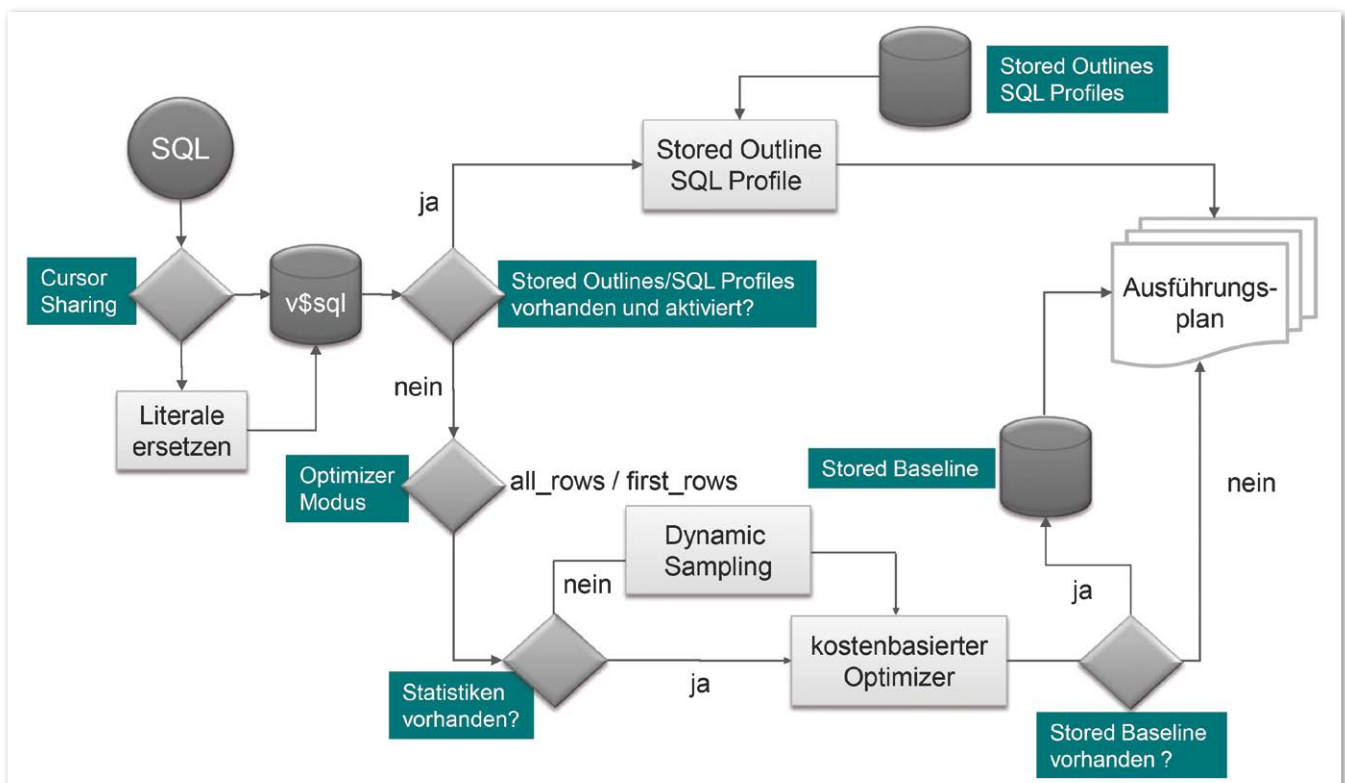 Stored Outlines
SQL Profiles
SQL
Stored Outline
SQL Profile
ja
Cursor
Sharing
v$sql
Stored Outlines/SQL Profiles
vorhanden und aktiviert?
Ausführungs-
plan
nein
Literale
ersetzen
Optimizer
Modus
all_rows / first_rows
Stored Baseline
nein
Dynamic
Sampling
nein
ja
kostenbasierter
Optimizer
ja
Statistiken
vorhanden?
Stored Baseline
vorhanden ?